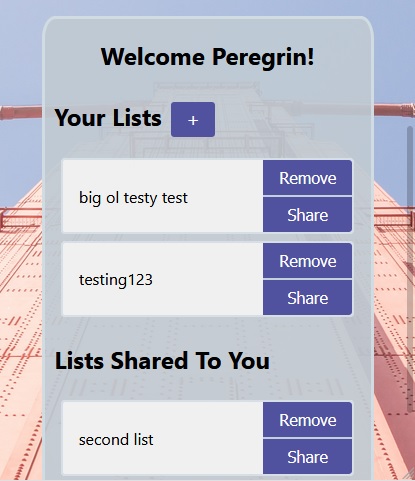 Welcome Peregrin!
Your Lists +
big ol testy test
Remove
Share
testing123
Remove
Share
Lists Shared To You
second list
Remove
Share